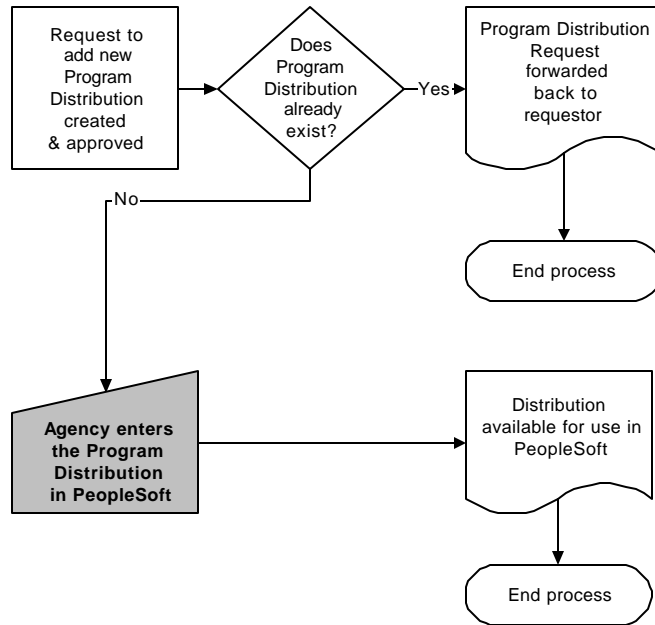 Request to
add new
Program
Distribution
created
& approved
Does
Program
Distribution
already
exist?
Yes
Program Distribution
Request
forwarded
back to
requestor
No
End process
Agency enters
the Program
Distribution
in PeopleSoft
Distribution
available for use in
PeopleSoft
End process